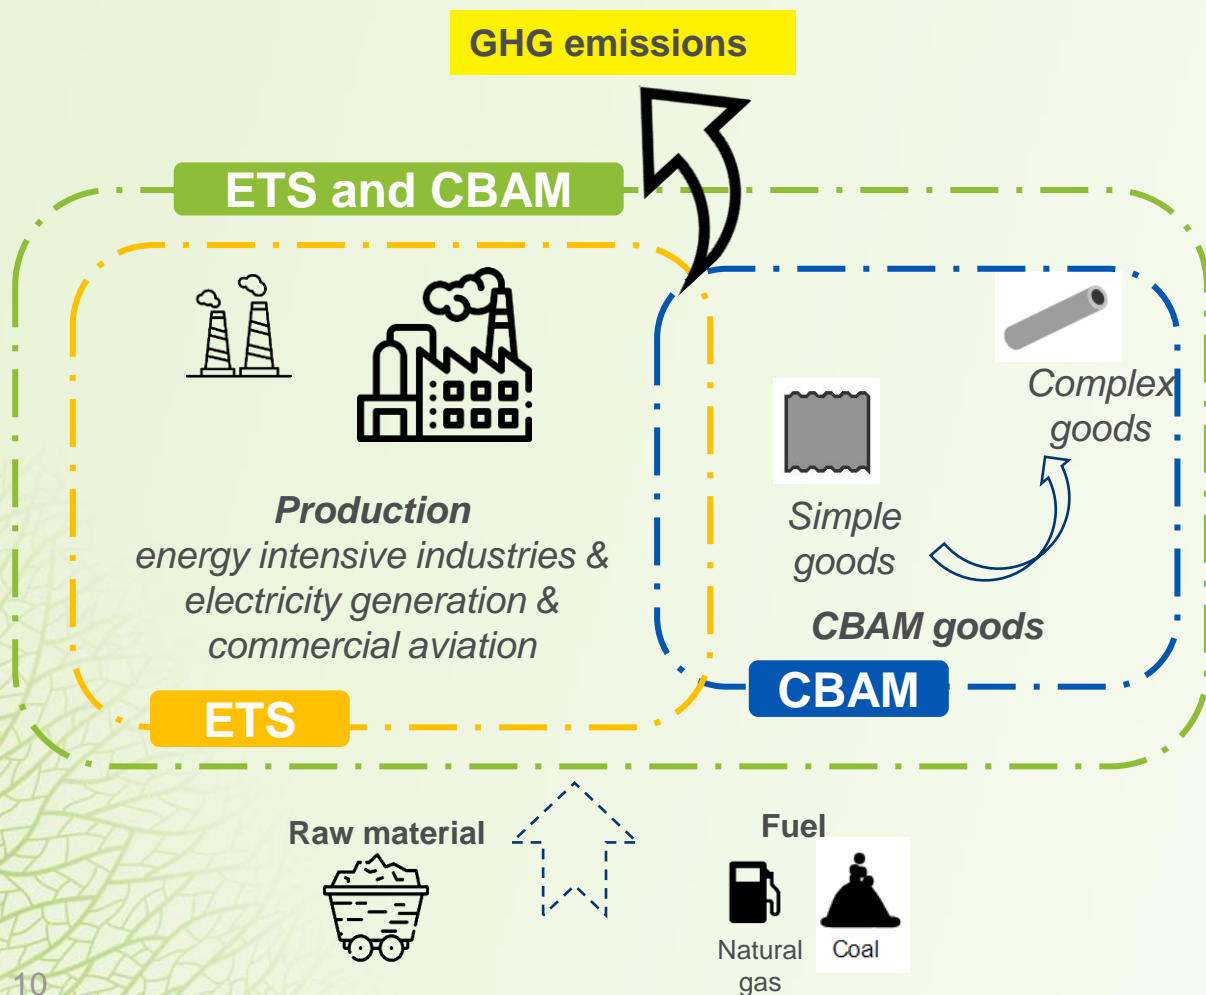 GHG emissions
ETS and CBAM
Complex
goods
Simple
goods
Production
energy intensive industries &
electricity generation &
commercial aviation
CBAM goods
CBAM
ETS
Raw material
Fuel
Natural
gas
Coal
10